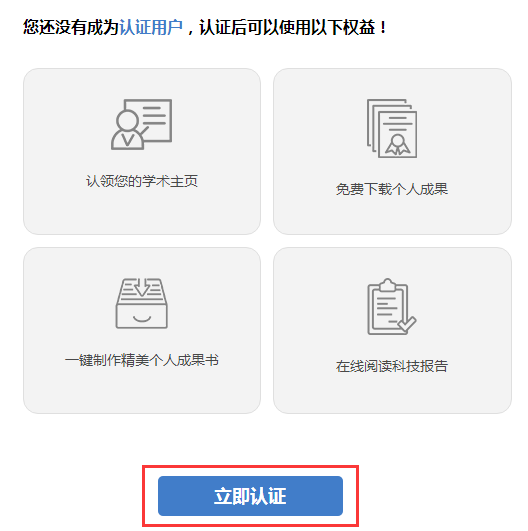 您还没有成为认证用户，认证后可以使用以下权益！
认领您的学术主页
免费下载个人成果
一键制作精美个人成果书
在线阅读科技报告
立即认证